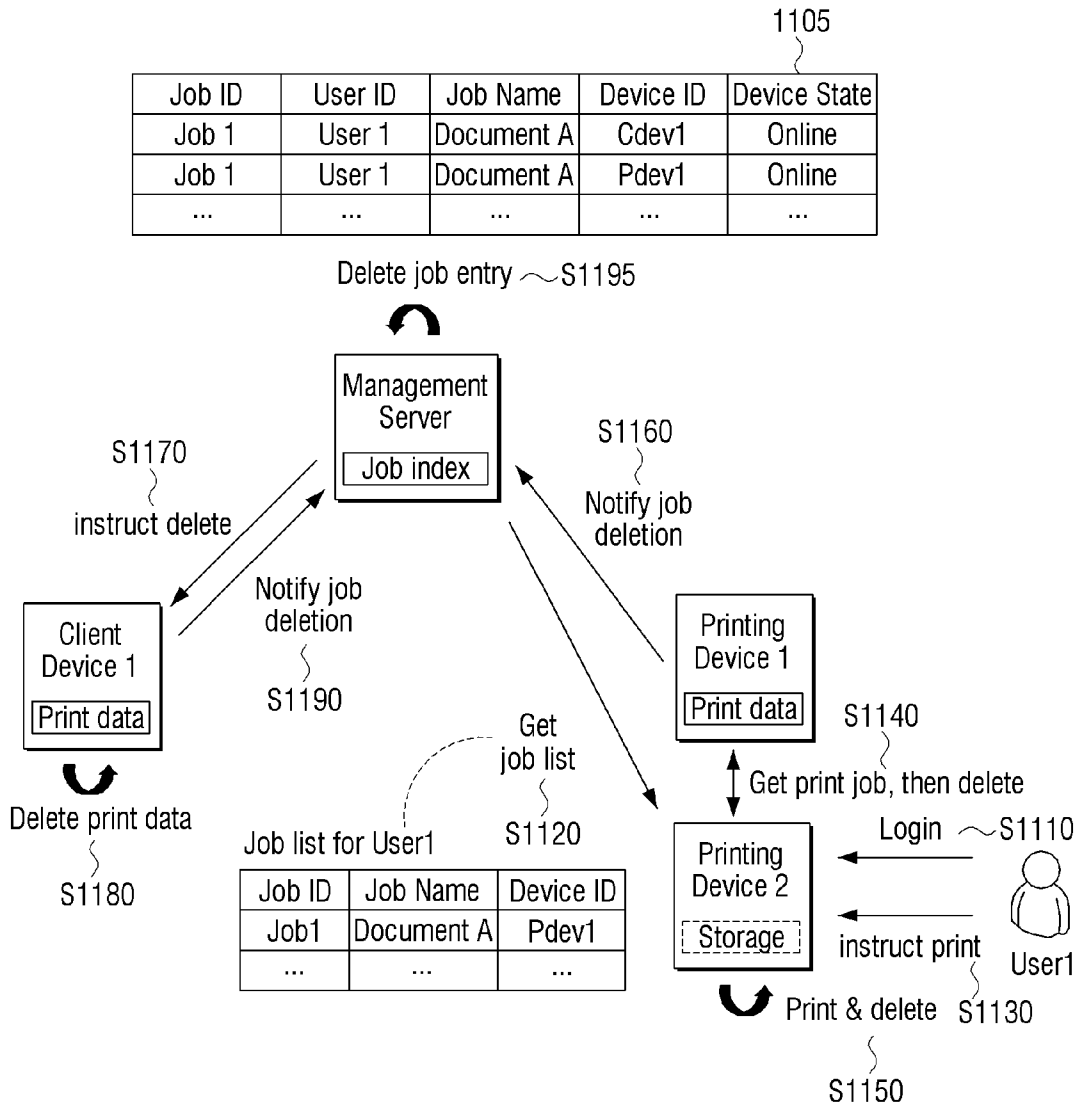 1105
Job ID User ID Job Name Device ID Device State
Job 1 User 1 Document A Cdev1 Online
Job 1 User 1 Document A Pdev1 Online
... ... ... ... ...
Delete job entry S1195
Management
Server
Job index
S1170
instruct delete
S1160
Notify job
deletion
Notify job
deletion
S1190
Client
Device 1
Print data
Delete print data
S1180
Printing
Device 1
Print data
S1140
Get print job, then delete
Get
job list
S1120
Job list for User1
Job ID Job Name Device ID
Job1 Document A Pdev1
... ... ...
Printing
Device 2
Storage
Login S1110
instruct print
S1130
User1
Print & delete
S1150